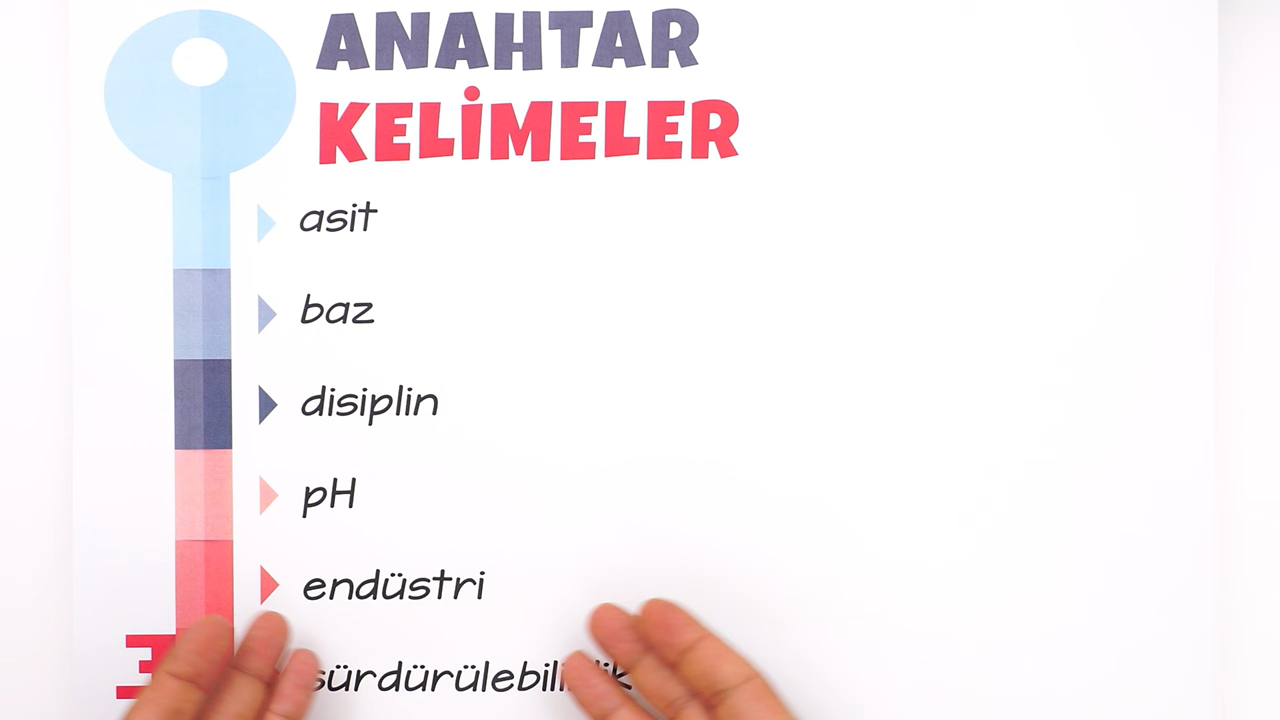 ANAHTAR
KELİMELER
asit
baz
disiplin
pH
endüstri